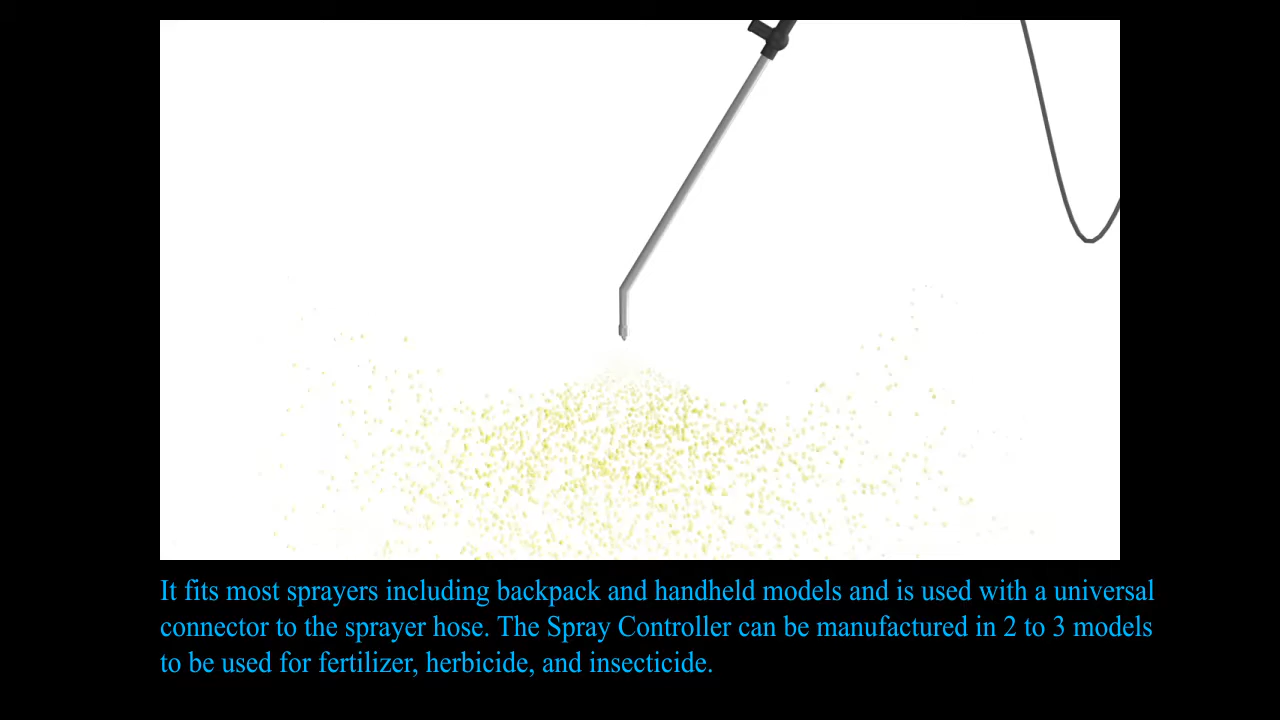 It fits most sprayers including backpack and handheld models and is used with a universal
connector to the sprayer hose. The Spray Controller can be manufactured in 2 to 3 models
to be used for fertilizer, herbicide, and insecticide.